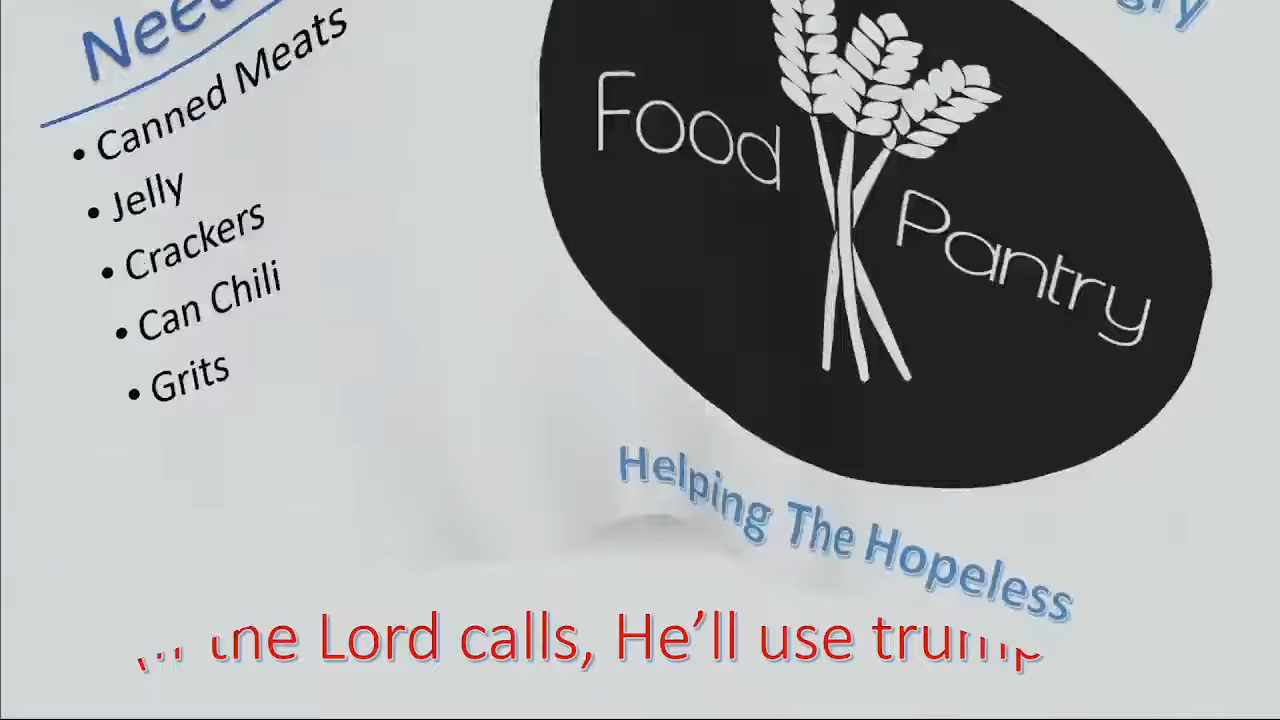 Canned Meats
Jelly
Crackers
Can Chili
Grits
Food
Pantry
Helping The Hopeless
the Lord calls, He’ll use